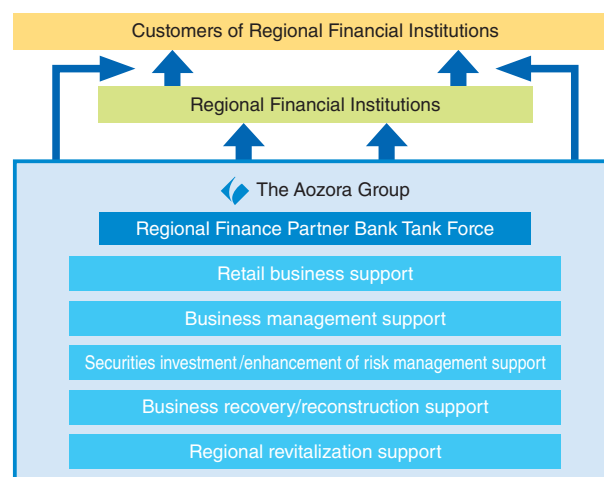 Customers of Regional Financial Institutions
Regional Financial Institutions
The Aozora Group
Regional Finance Partner Bank Tank Force
Retail business support
Business management support
Securities investment/enhancement of risk management support
Business recovery/reconstruction support
Regional revitalization support